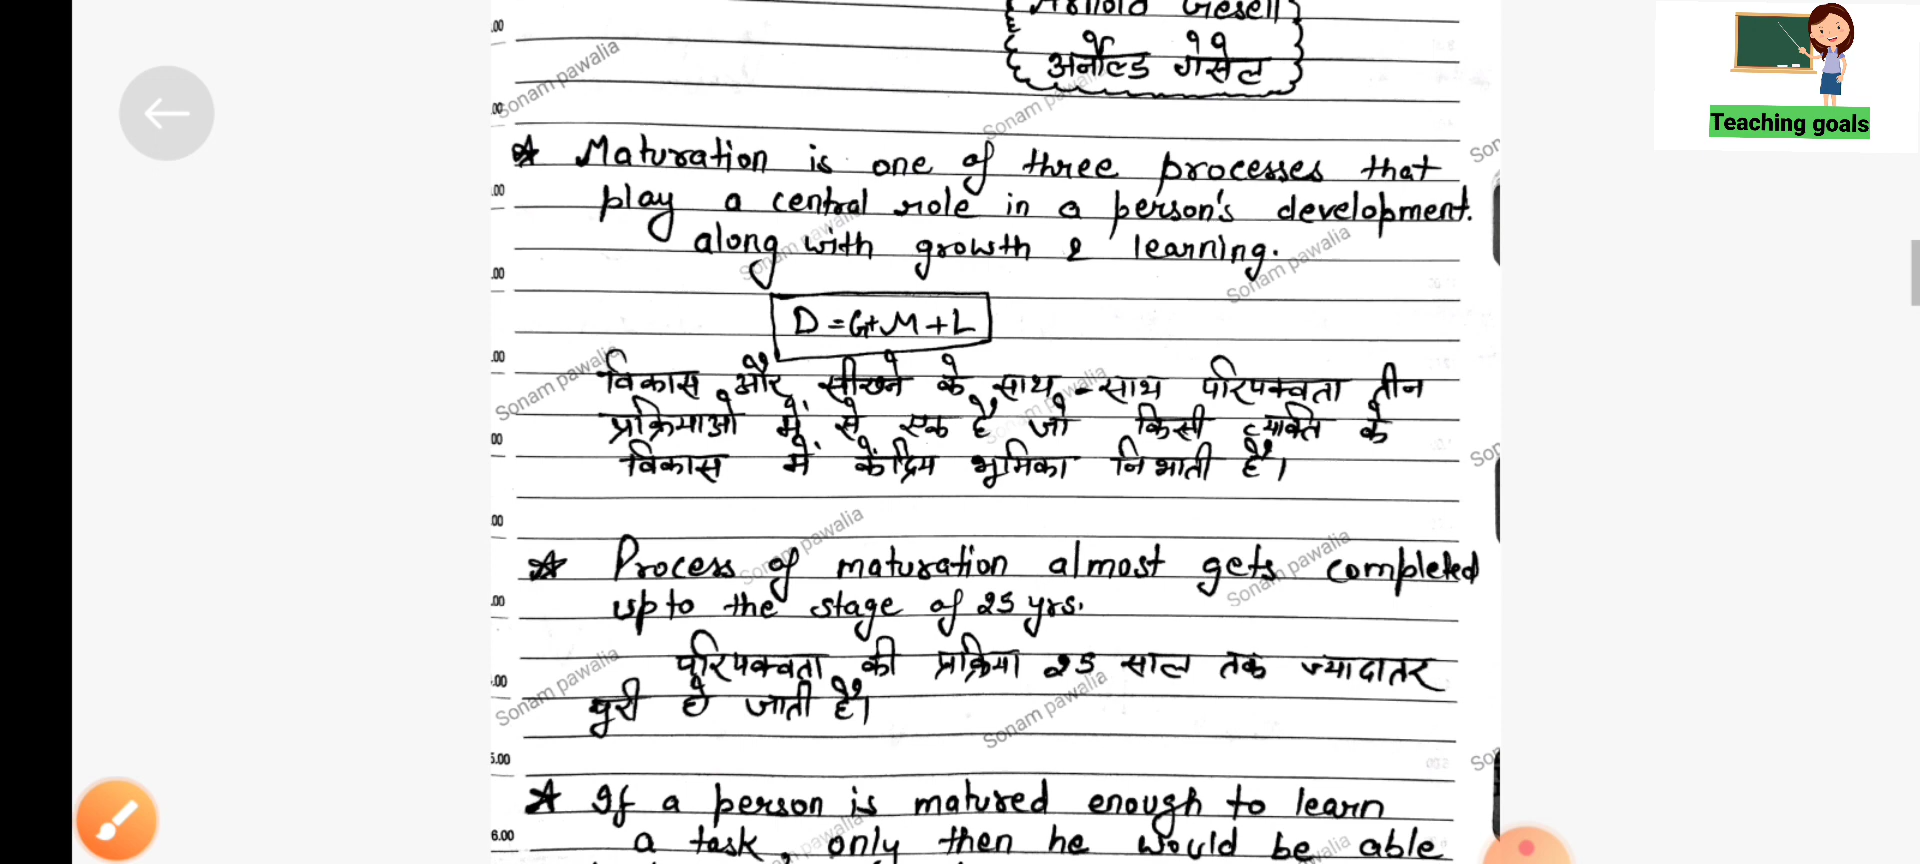 Arnold Gesell
अर्नाल्ड गेसेल
Teaching goals
☆ Maturation is one of three processes that
play a central role in a person's development.
along with growth & learning.
D = G + M + L
विकास और सीखने के साथ - साथ परिपक्वता तीन
प्रक्रियाओं में से एक है जो किसी व्यक्ति के
विकास में केंद्रिय भूमिका निभाती है।
☆ Process of maturation almost gets completed
upto the stage of 25 yrs.
परिपक्वता की प्रक्रिया 25 साल तक ज्यादातर
पूरी हो जाती है।
☆ If a person is matured enough to learn
a task, only then he would be able
Sonam pawalia